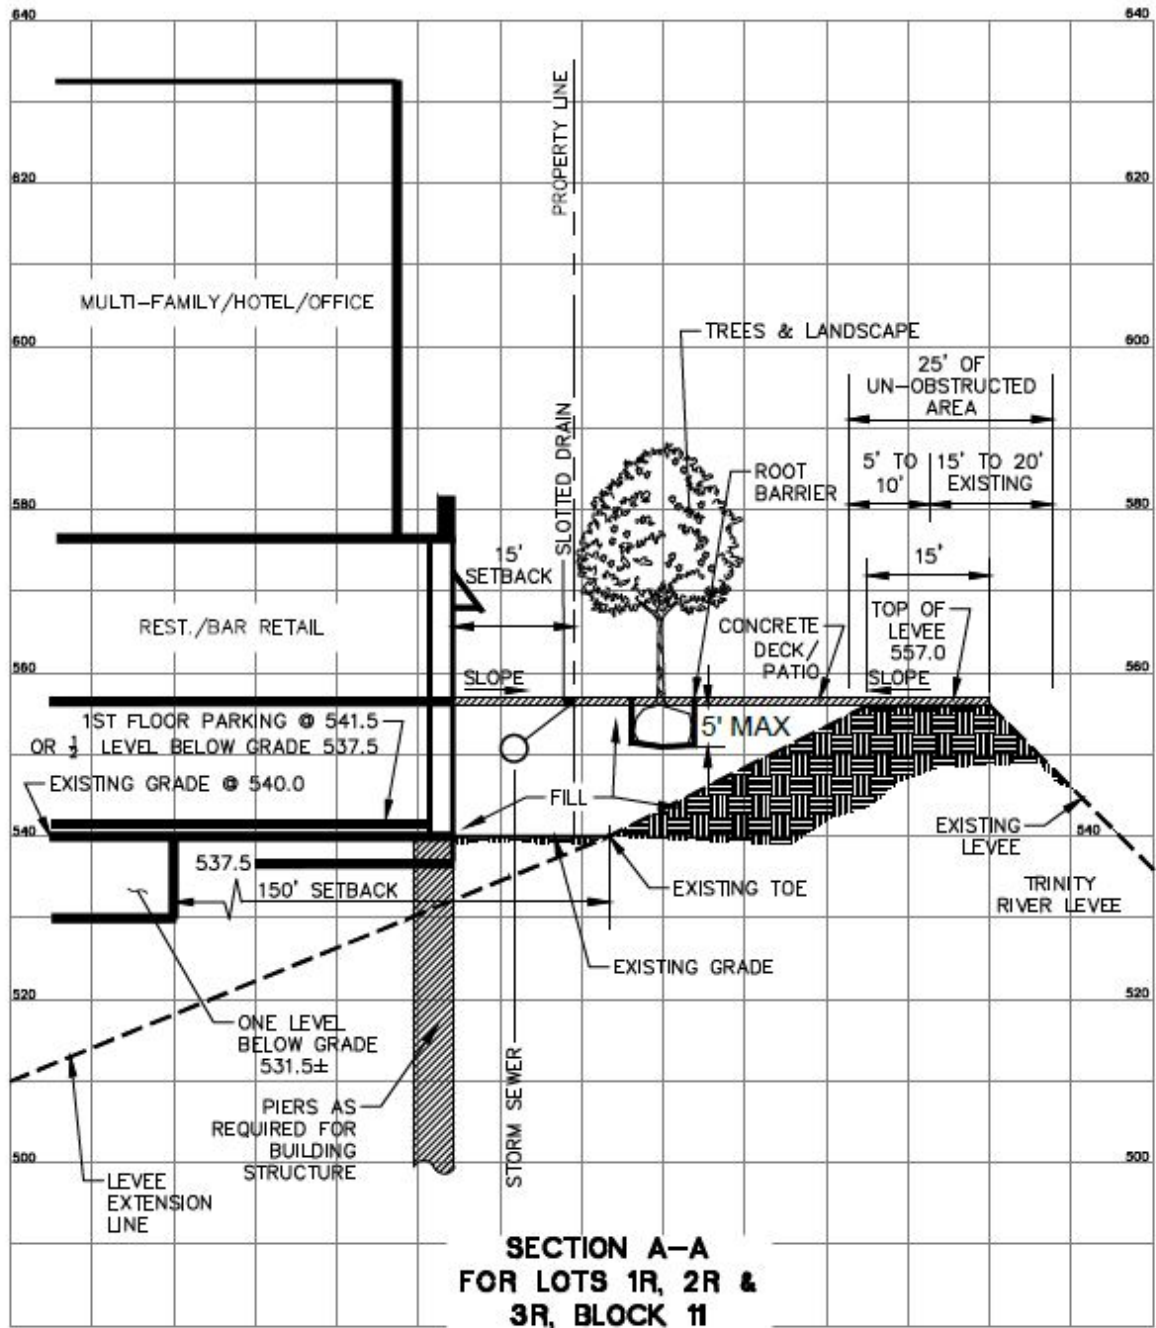 640
640
PROPERTY LINE
620
620
MULTI-FAMILY/HOTEL/OFFICE
TREES & LANDSCAPE
600
600
25' OF
UN-OBSTRUCTED
AREA
SLOTTED DRAIN
5' TO
10'
15' TO 20'
EXISTING
ROOT
BARRIER
580
580
15'
SETBACK
15'
REST./BAR RETAIL
CONCRETE
DECK/
PATIO
TOP OF
LEVEE
557.0
560
560
SLOPE
SLOPE
1ST FLOOR PARKING @ 541.5
OR ½ LEVEL BELOW GRADE 537.5
5' MAX
EXISTING GRADE @ 540.0
FILL
540
EXISTING
LEVEE
540
537.5
150' SETBACK
EXISTING TOE
TRINITY
RIVER LEVEE
EXISTING GRADE
520
520
ONE LEVEL
BELOW GRADE
531.5±
PIERS AS
REQUIRED FOR
BUILDING
STRUCTURE
STORM SEWER
500
500
LEVEE
EXTENSION
LINE
SECTION A-A
FOR LOTS 1R, 2R &
3R, BLOCK 11